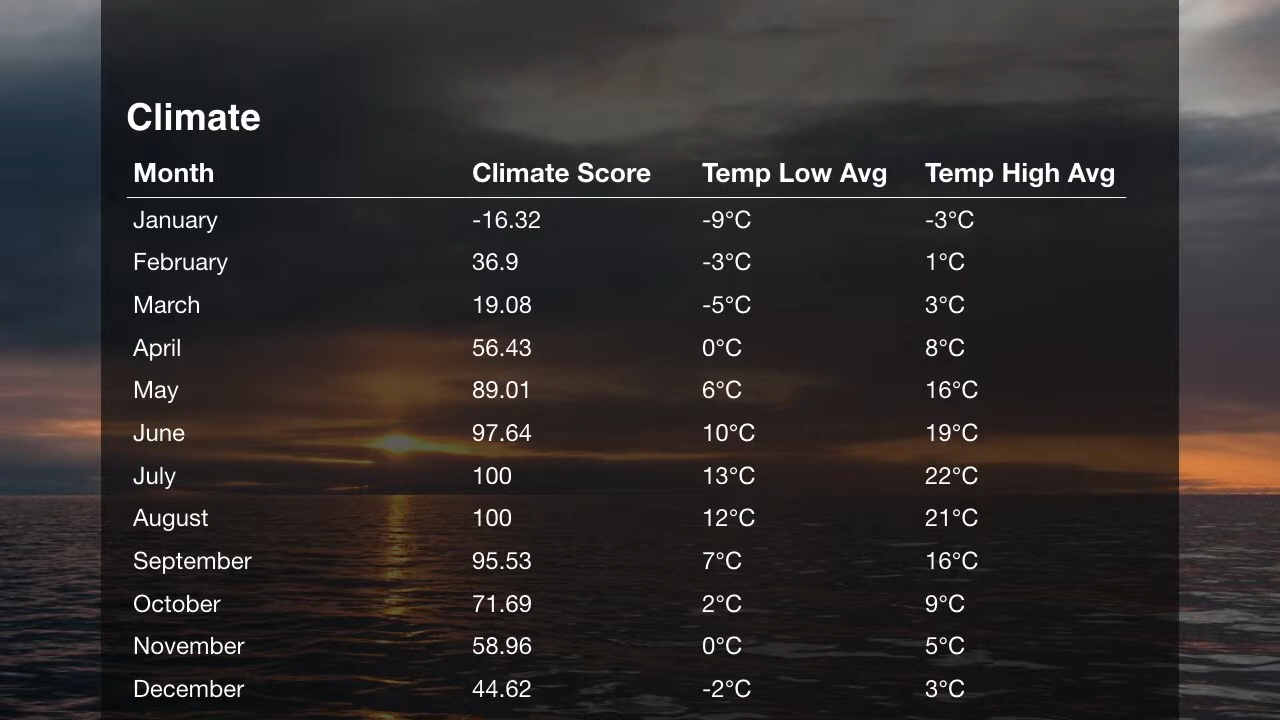 Climate
Month Climate Score Temp Low Avg Temp High Avg
January -16.32 -9°C -3°C
February 36.9 -3°C 1°C
March 19.08 -5°C 3°C
April 56.43 0°C 8°C
May 89.01 6°C 16°C
June 97.64 10°C 19°C
July 100 13°C 22°C
August 100 12°C 21°C
September 95.53 7°C 16°C
October 71.69 2°C 9°C
November 58.96 0°C 5°C
December 44.62 -2°C 3°C